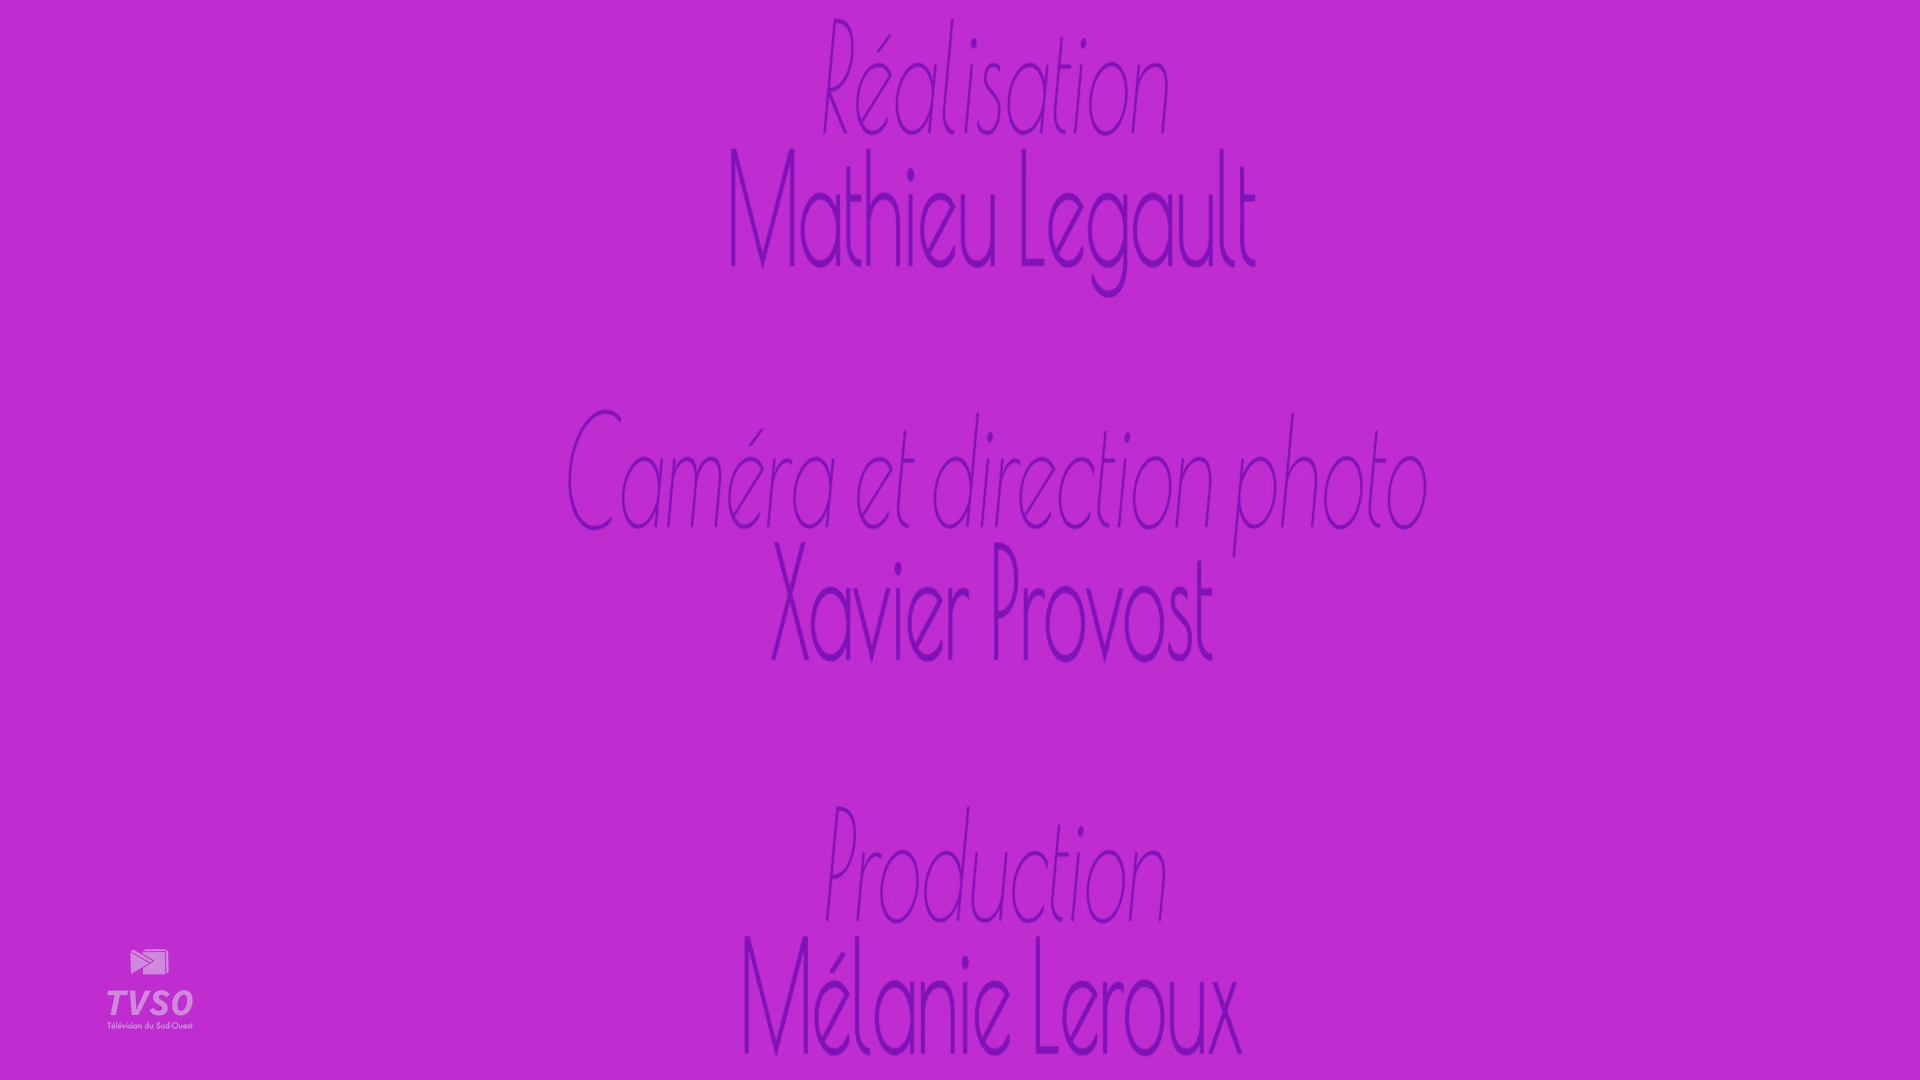 Réalisation
Mathieu Legault
Caméra et direction photo
Xavier Provost
Production
Mélanie Leroux
TVSO
Télévision du Sud-Ouest